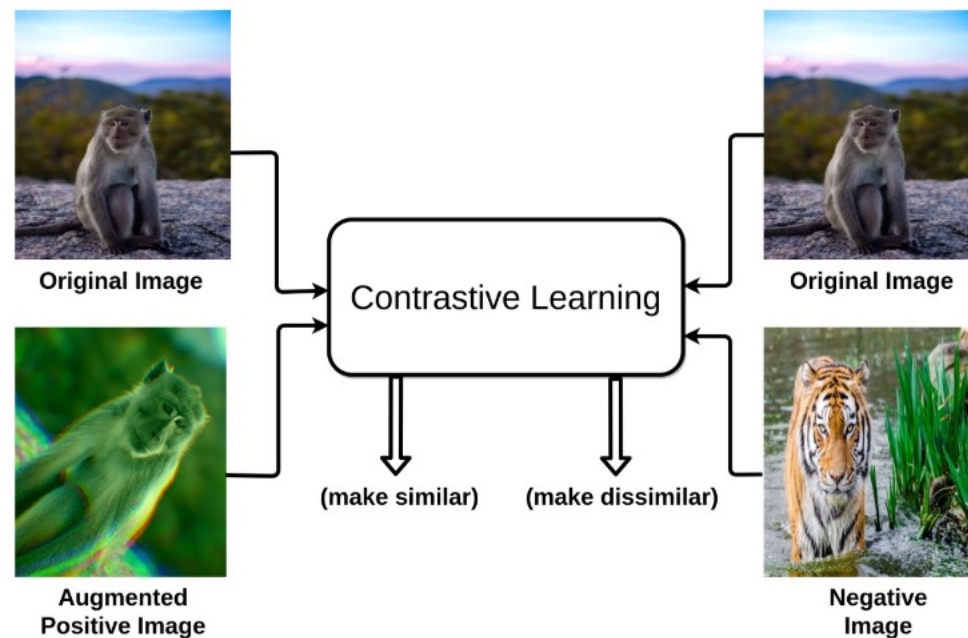 Original Image
Original Image
Contrastive Learning
(make similar)
(make dissimilar)
Augmented
Positive Image
Negative
Image